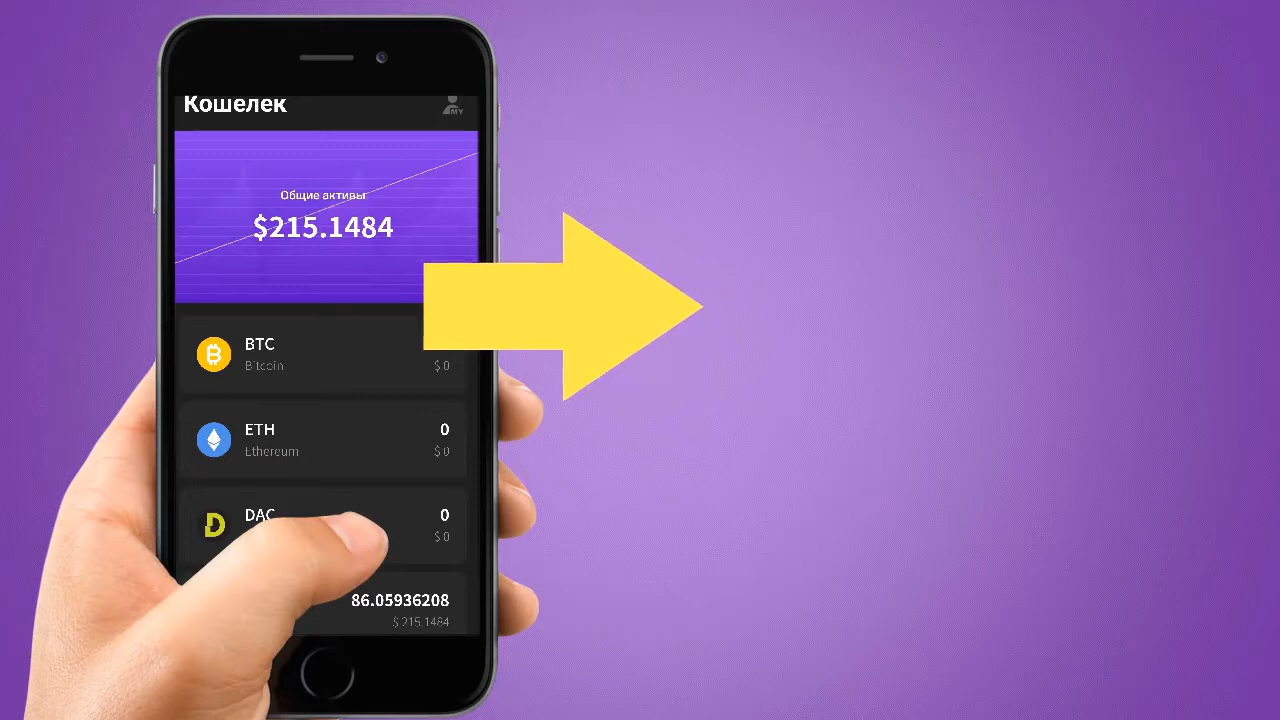 Кошелек
MY
Общие активы
$215.1484
BTC
Bitcoin
$ 0
ETH
0
Ethereum
$ 0
DAC
0
$ 0
86.05936208
$ 215.1484